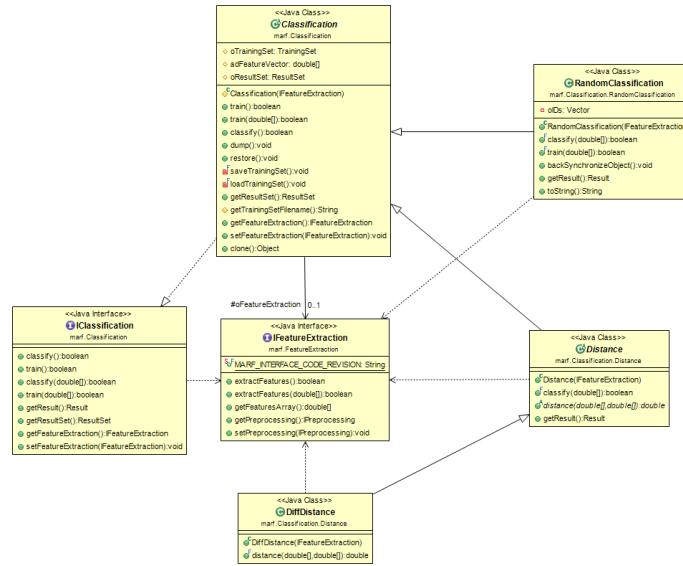 <<Java Class>>
Classification
marf.Classification
oTrainingSet: TrainingSet
adFeatureVector: double[]
oResultSet: ResultSet
Classification(IFeatureExtraction)
train():boolean
train(double[]):boolean
classify():boolean
dump():void
restore():void
saveTrainingSet():void
loadTrainingSet():void
getResultSet():ResultSet
getTrainingSetFilename():String
getFeatureExtraction():IFeatureExtraction
setFeatureExtraction(IFeatureExtraction):void
clone():Object
<<Java Class>>
RandomClassification
marf.Classification.RandomClassification
oIDs: Vector
RandomClassification(IFeatureExtraction
classify(double[]):boolean
train(double[]):boolean
backSynchronizeObject():void
getResult():Result
toString():String
#oFeatureExtraction 0..1
<<Java Interface>>
IClassification
marf.Classification
classify():boolean
train():boolean
classify(double[]):boolean
train(double[]):boolean
getResult():Result
getResultSet():ResultSet
getFeatureExtraction():IFeatureExtraction
setFeatureExtraction(IFeatureExtraction):void
<<Java Interface>>
IFeatureExtraction
marf.FeatureExtraction
MARF_INTERFACE_CODE_REVISION: String
extractFeatures():boolean
extractFeatures(double[]):boolean
getFeaturesArray():double[]
getPreprocessing():IPreprocessing
setPreprocessing(IPreprocessing):void
<<Java Class>>
Distance
marf.Classification.Distance
Distance(IFeatureExtraction)
classify(double[]):boolean
distance(double[],double[]):double
getResult():Result
<<Java Class>>
DiffDistance
marf.Classification.Distance
DiffDistance(IFeatureExtraction)
distance(double[],double[]):double